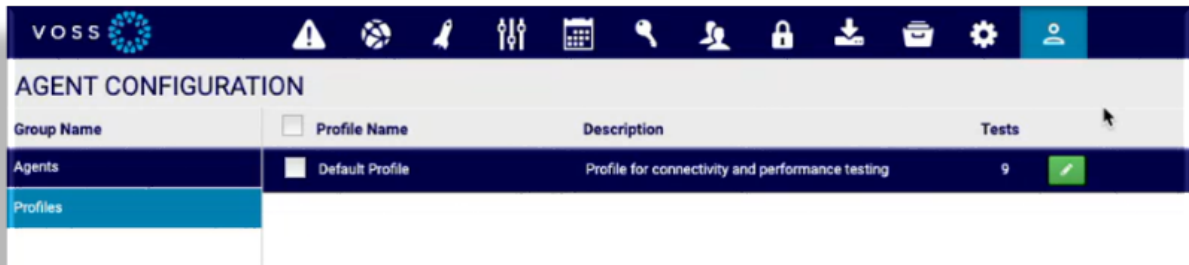 VOSS
AGENT CONFIGURATION
Group Name Profile Name Description Tests
Agents Default Profile Profile for connectivity and performance testing 9
Profiles